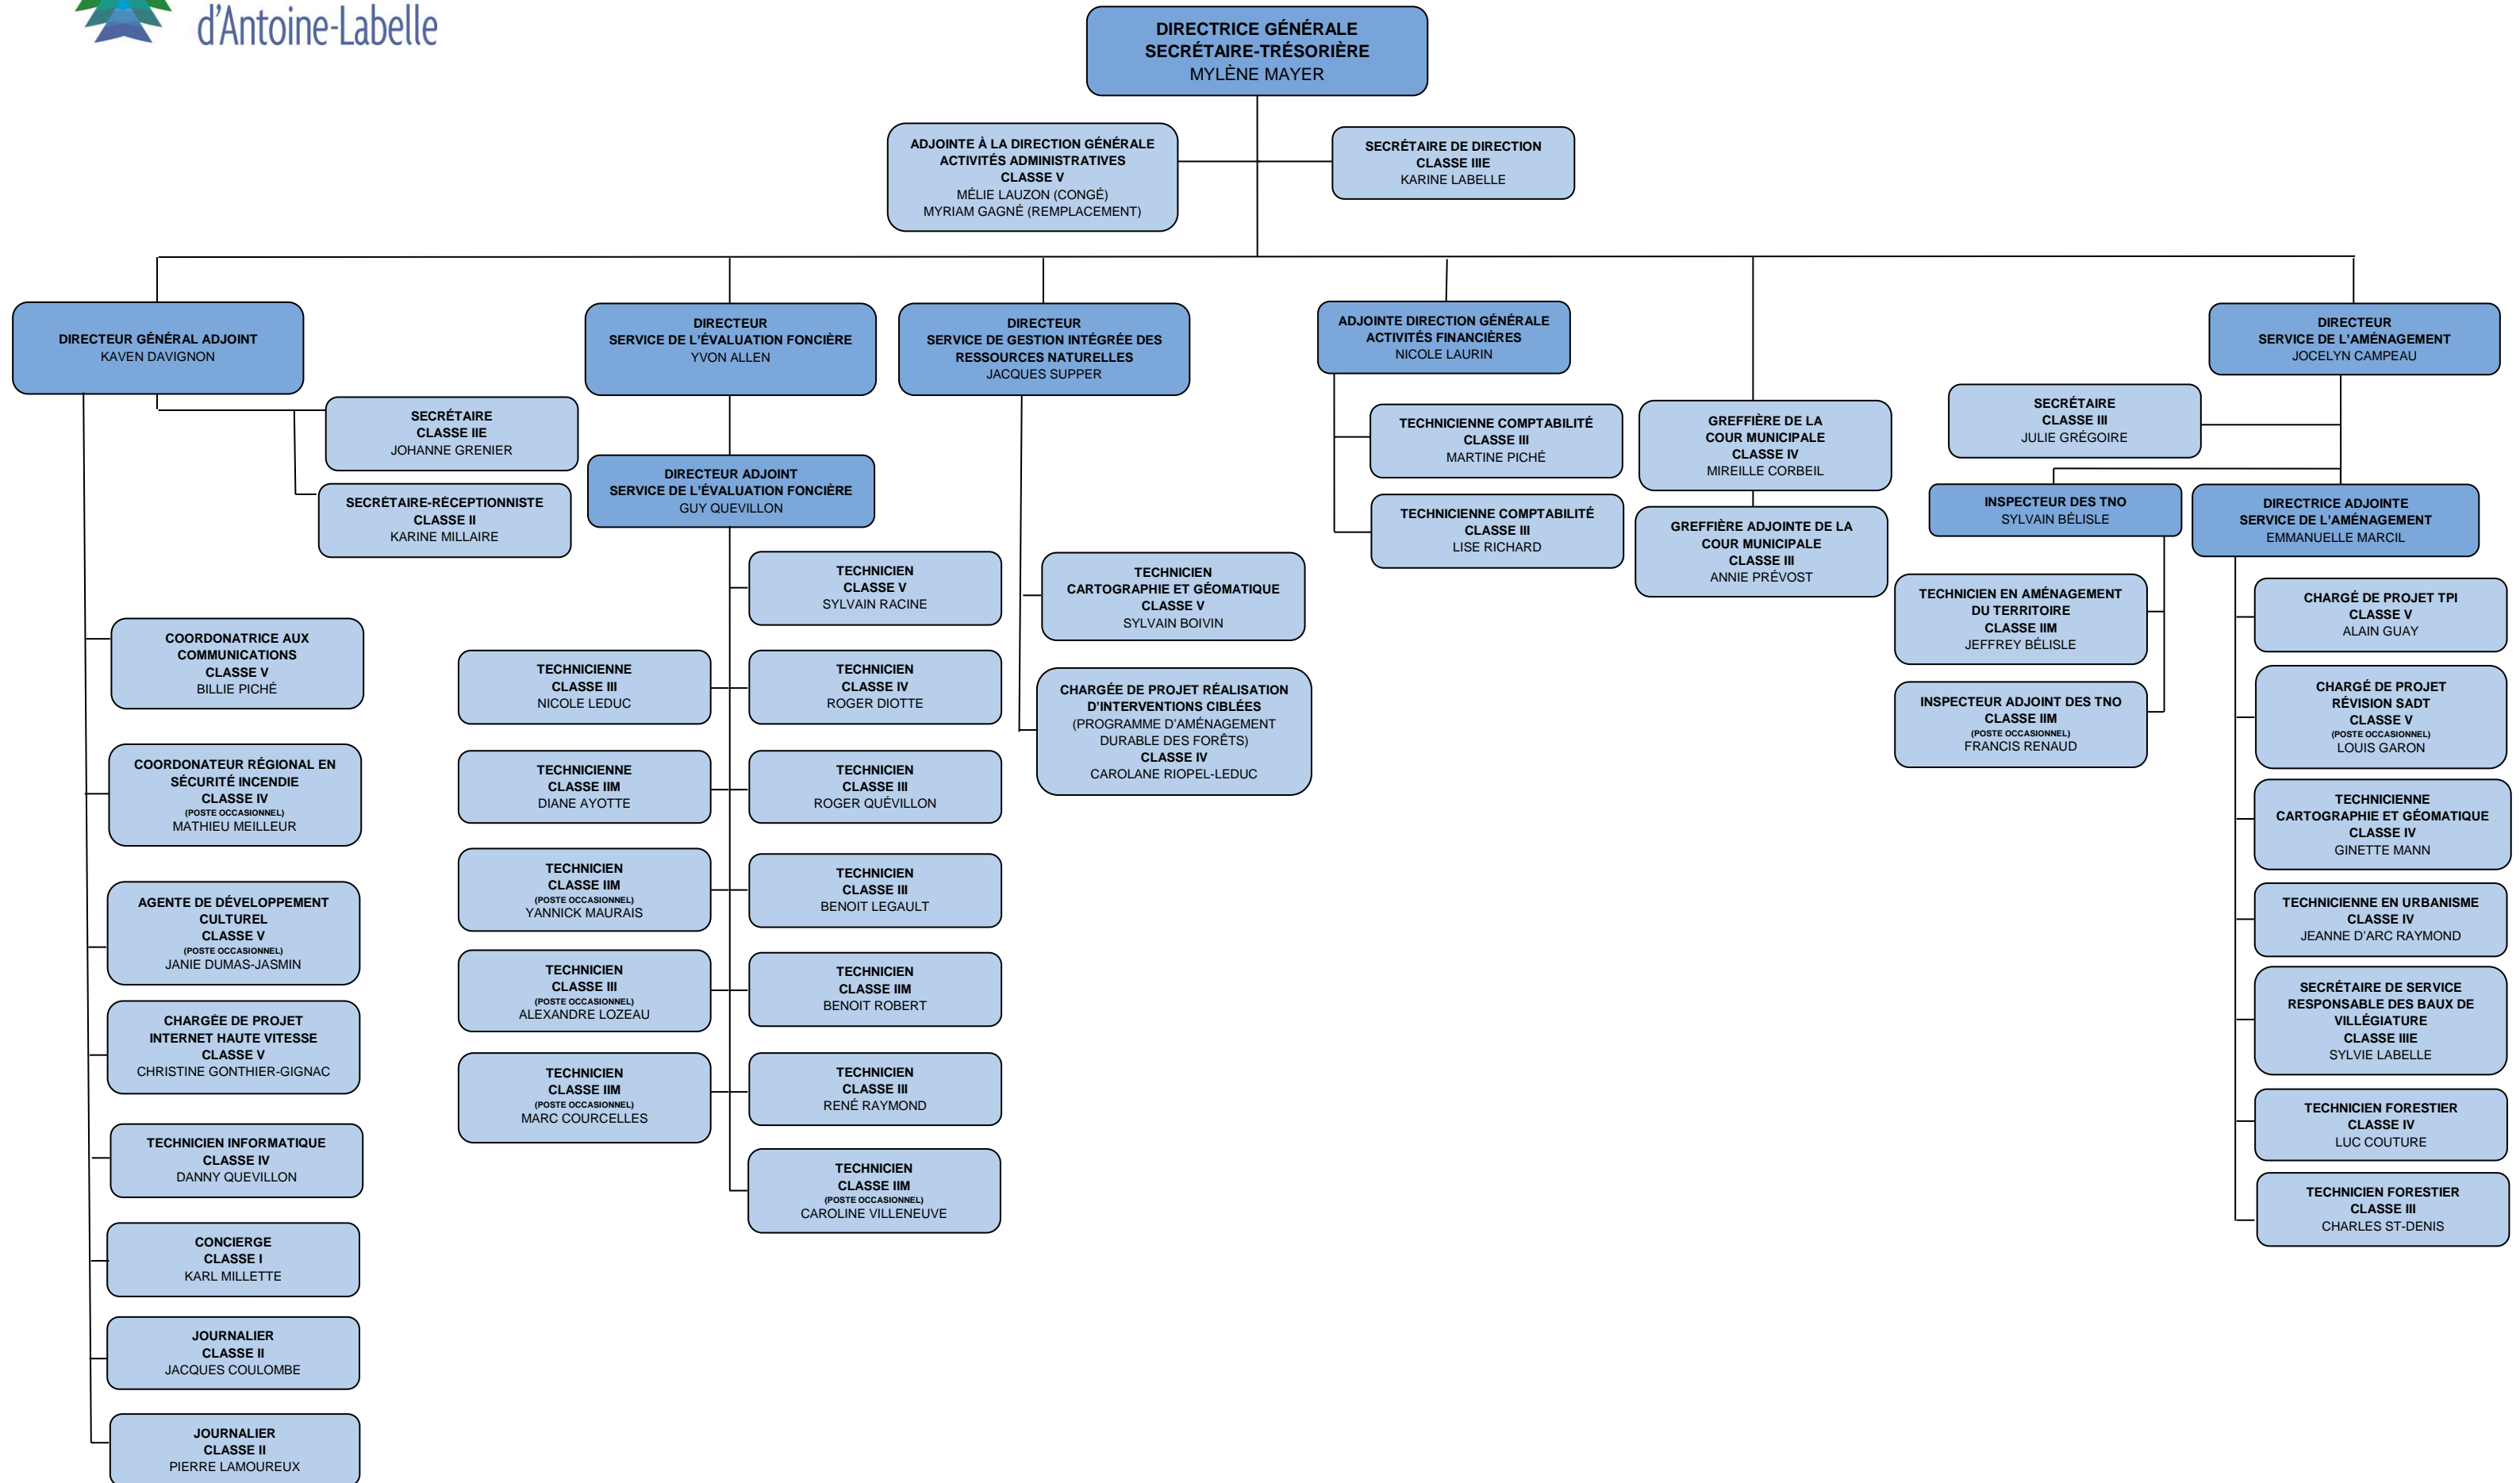 d'Antoine-Labelle
DIRECTRICE GÉNÉRALE
SECRÉTAIRE-TRÉSORIÈRE
MYLÈNE MAYER
ADJOINTE À LA DIRECTION GÉNÉRALE
ACTIVITÉS ADMINISTRATIVES
CLASSE V
MÉLIE LAUZON (CONGÉ)
MYRIAM GAGNÉ (REMPLACEMENT)
SECRÉTAIRE DE DIRECTION
CLASSE IIIE
KARINE LABELLE
DIRECTEUR GÉNÉRAL ADJOINT
KAVEN DAVIGNON
SECRÉTAIRE
CLASSE IIE
JOHANNE GRENIER
SECRÉTAIRE-RÉCEPTIONNISTE
CLASSE II
KARINE MILLAIRE
COORDONATRICE AUX
COMMUNICATIONS
CLASSE V
BILLIE PICHÉ
COORDONATEUR RÉGIONAL EN
SÉCURITÉ INCENDIE
CLASSE IV
(POSTE OCCASIONNEL)
MATHIEU MEILLEUR
AGENTE DE DÉVELOPPEMENT
CULTUREL
CLASSE V
(POSTE OCCASIONNEL)
JANIE DUMAS-JASMIN
CHARGÉE DE PROJET
INTERNET HAUTE VITESSE
CLASSE V
CHRISTINE GONTHIER-GIGNAC
TECHNICIEN INFORMATIQUE
CLASSE IV
DANNY QUEVILLON
CONCIERGE
CLASSE I
KARL MILLETTE
JOURNALIER
CLASSE II
JACQUES COULOMBE
JOURNALIER
CLASSE II
PIERRE LAMOUREUX
DIRECTEUR
SERVICE DE L'ÉVALUATION FONCIÈRE
YVON ALLEN
DIRECTEUR ADJOINT
SERVICE DE L'ÉVALUATION FONCIÈRE
GUY QUEVILLON
TECHNICIEN
CLASSE V
SYLVAIN RACINE
TECHNICIENNE
CLASSE III
NICOLE LEDUC
TECHNICIEN
CLASSE IV
ROGER DIOTTE
TECHNICIENNE
CLASSE IIM
DIANE AYOTTE
TECHNICIEN
CLASSE III
ROGER QUÉVILLON
TECHNICIEN
CLASSE IIM
(POSTE OCCASIONNEL)
YANNICK MAURAIS
TECHNICIEN
CLASSE III
BENOIT LEGAULT
TECHNICIEN
CLASSE III
(POSTE OCCASIONNEL)
ALEXANDRE LOZEAU
TECHNICIEN
CLASSE IIM
BENOIT ROBERT
TECHNICIEN
CLASSE IIM
(POSTE OCCASIONNEL)
MARC COURCELLES
TECHNICIEN
CLASSE III
RENÉ RAYMOND
TECHNICIEN
CLASSE IIM
(POSTE OCCASIONNEL)
CAROLINE VILLENEUVE
DIRECTEUR
SERVICE DE GESTION INTÉGRÉE DES
RESSOURCES NATURELLES
JACQUES SUPPER
TECHNICIEN
CARTOGRAPHIE ET GÉOMATIQUE
CLASSE V
SYLVAIN BOIVIN
CHARGÉE DE PROJET RÉALISATION
D'INTERVENTIONS CIBLÉES
(PROGRAMME D'AMÉNAGEMENT
DURABLE DES FORÊTS)
CLASSE IV
CAROLANE RIOPEL-LEDUC
ADJOINTE DIRECTION GÉNÉRALE
ACTIVITÉS FINANCIÈRES
NICOLE LAURIN
TECHNICIENNE COMPTABILITÉ
CLASSE III
MARTINE PICHÉ
TECHNICIENNE COMPTABILITÉ
CLASSE III
LISE RICHARD
GREFFIÈRE DE LA
COUR MUNICIPALE
CLASSE IV
MIREILLE CORBEIL
GREFFIÈRE ADJOINTE DE LA
COUR MUNICIPALE
CLASSE III
ANNIE PRÉVOST
DIRECTEUR
SERVICE DE L'AMÉNAGEMENT
JOCELYN CAMPEAU
SECRÉTAIRE
CLASSE III
JULIE GRÉGOIRE
INSPECTEUR DES TNO
SYLVAIN BÉLISLE
TECHNICIEN EN AMÉNAGEMENT
DU TERRITOIRE
CLASSE IIM
JEFFREY BÉLISLE
INSPECTEUR ADJOINT DES TNO
CLASSE IIM
(POSTE OCCASIONNEL)
FRANCIS RENAUD
DIRECTRICE ADJOINTE
SERVICE DE L'AMÉNAGEMENT
EMMANUELLE MARCIL
CHARGÉ DE PROJET TPI
CLASSE V
ALAIN GUAY
CHARGÉ DE PROJET
RÉVISION SADT
CLASSE V
(POSTE OCCASIONNEL)
LOUIS GARON
TECHNICIENNE
CARTOGRAPHIE ET GÉOMATIQUE
CLASSE IV
GINETTE MANN
TECHNICIENNE EN URBANISME
CLASSE IV
JEANNE D'ARC RAYMOND
SECRÉTAIRE DE SERVICE
RESPONSABLE DES BAUX DE
VILLÉGIATURE
CLASSE IIIE
SYLVIE LABELLE
TECHNICIEN FORESTIER
CLASSE IV
LUC COUTURE
TECHNICIEN FORESTIER
CLASSE III
CHARLES ST-DENIS